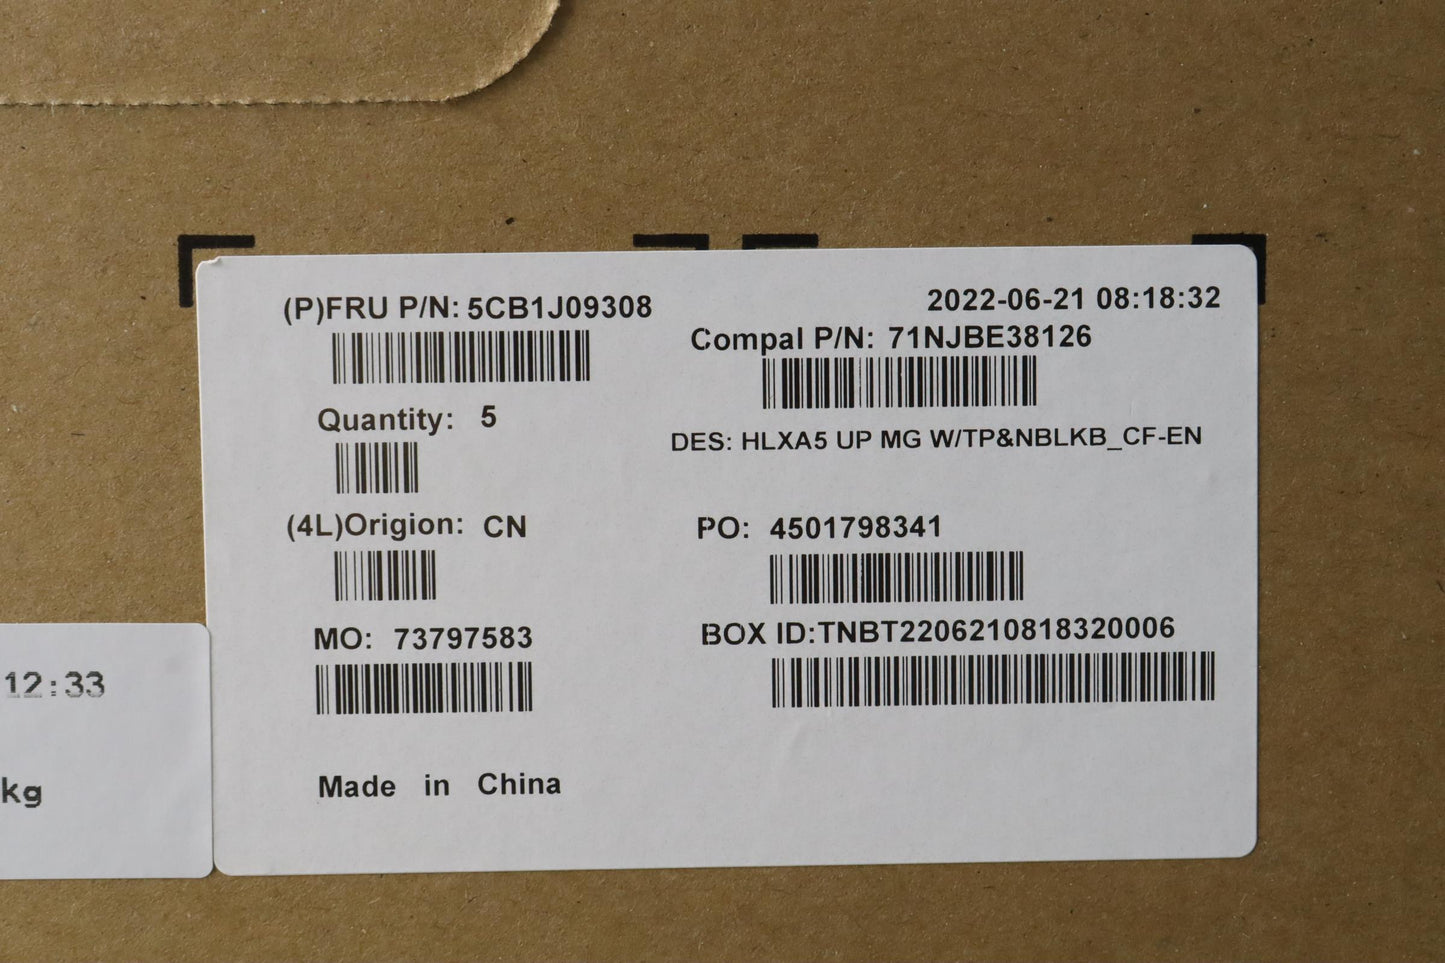 (P)FRU P/N: 5CB1J09308
2022-06-21 08:18:32
Compal P/N: 71NJBE38126
Quantity: 5
DES: HLXA5 UP MG W/TP&NBLKB_CF-EN
(4L)Origion: CN
PO: 4501798341
MO: 73797583
BOX ID:TNBT2206210818320006
Made in China
12:33
kg